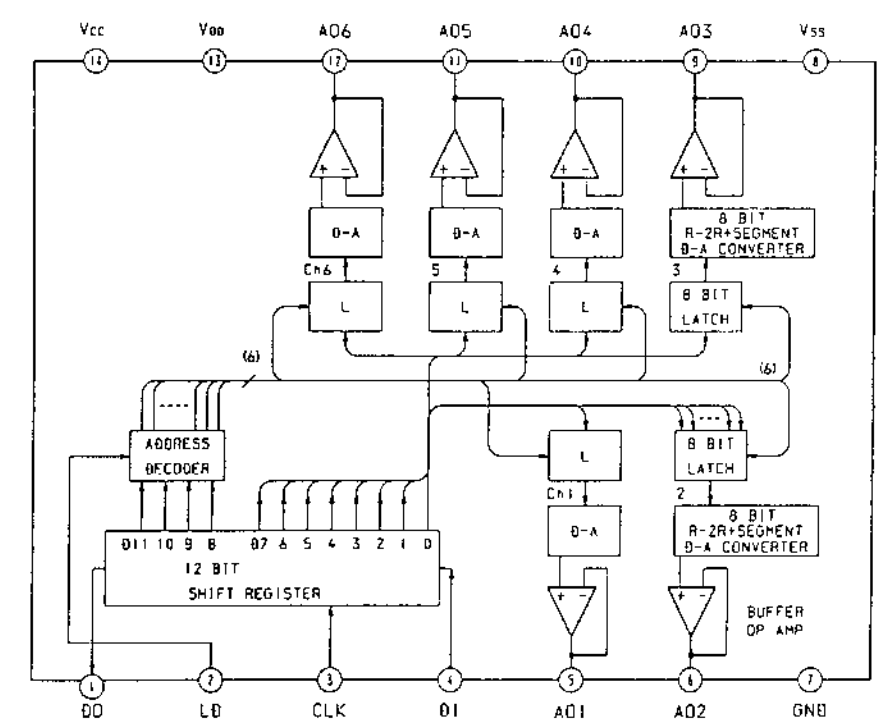 Vcc VDD AO6 AO5 AO4 AO3 Vss
14 13 12 11 10 9 8
+ - + - + - + -
D-A D-A D-A 8 BIT
R-2R+SEGMENT
D-A CONVERTER
Ch6 5 4 3
L L L 8 BIT
LATCH
(6) (6)
ADDRESS
DECODER
L 8 BIT
LATCH
Ch1 2
D11 10 9 8 D7 6 5 4 3 2 1 0
12 BIT
SHIFT REGISTER
D-A 8 BIT
R-2R+SEGMENT
D-A CONVERTER
+ - + -
BUFFER
OP AMP
1 2 3 4 5 6 7
DO LD CLK DI AO1 AO2 GND